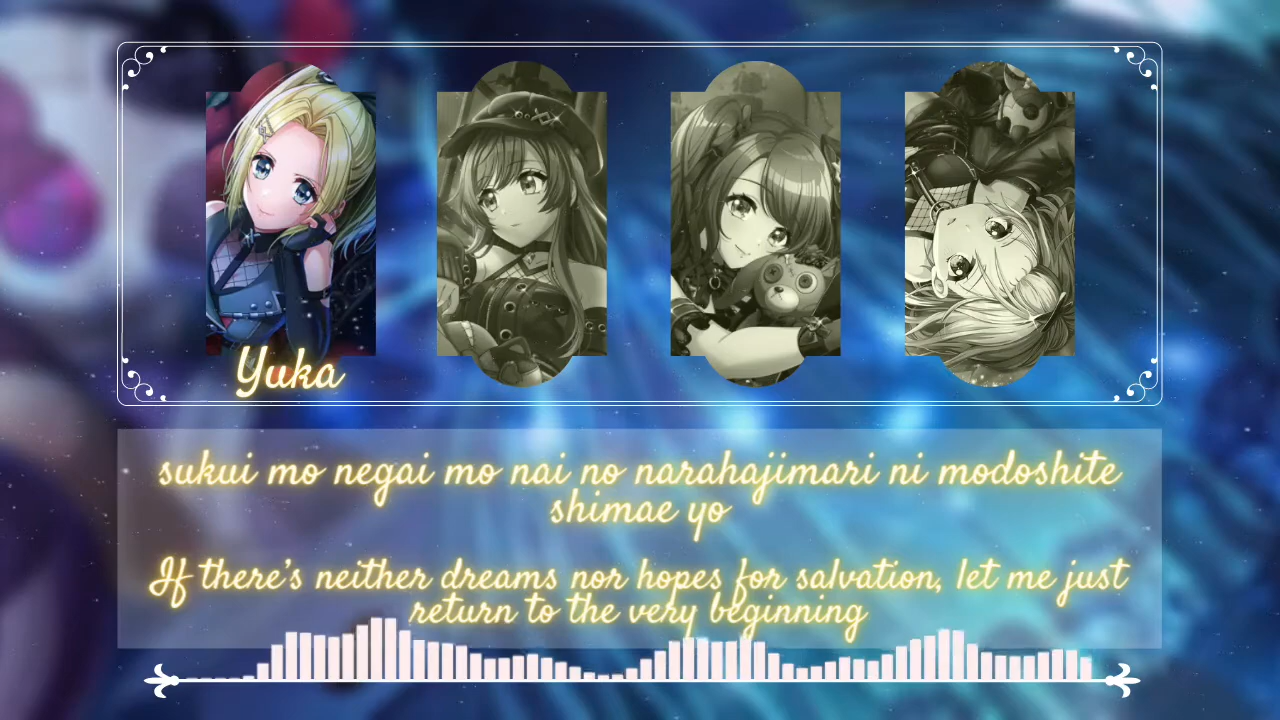 Yuka
sukui mo negai mo nai no narahajimari ni modoshite
shimae yo
If there's neither dreams nor hopes for salvation, let me just
return to the very beginning